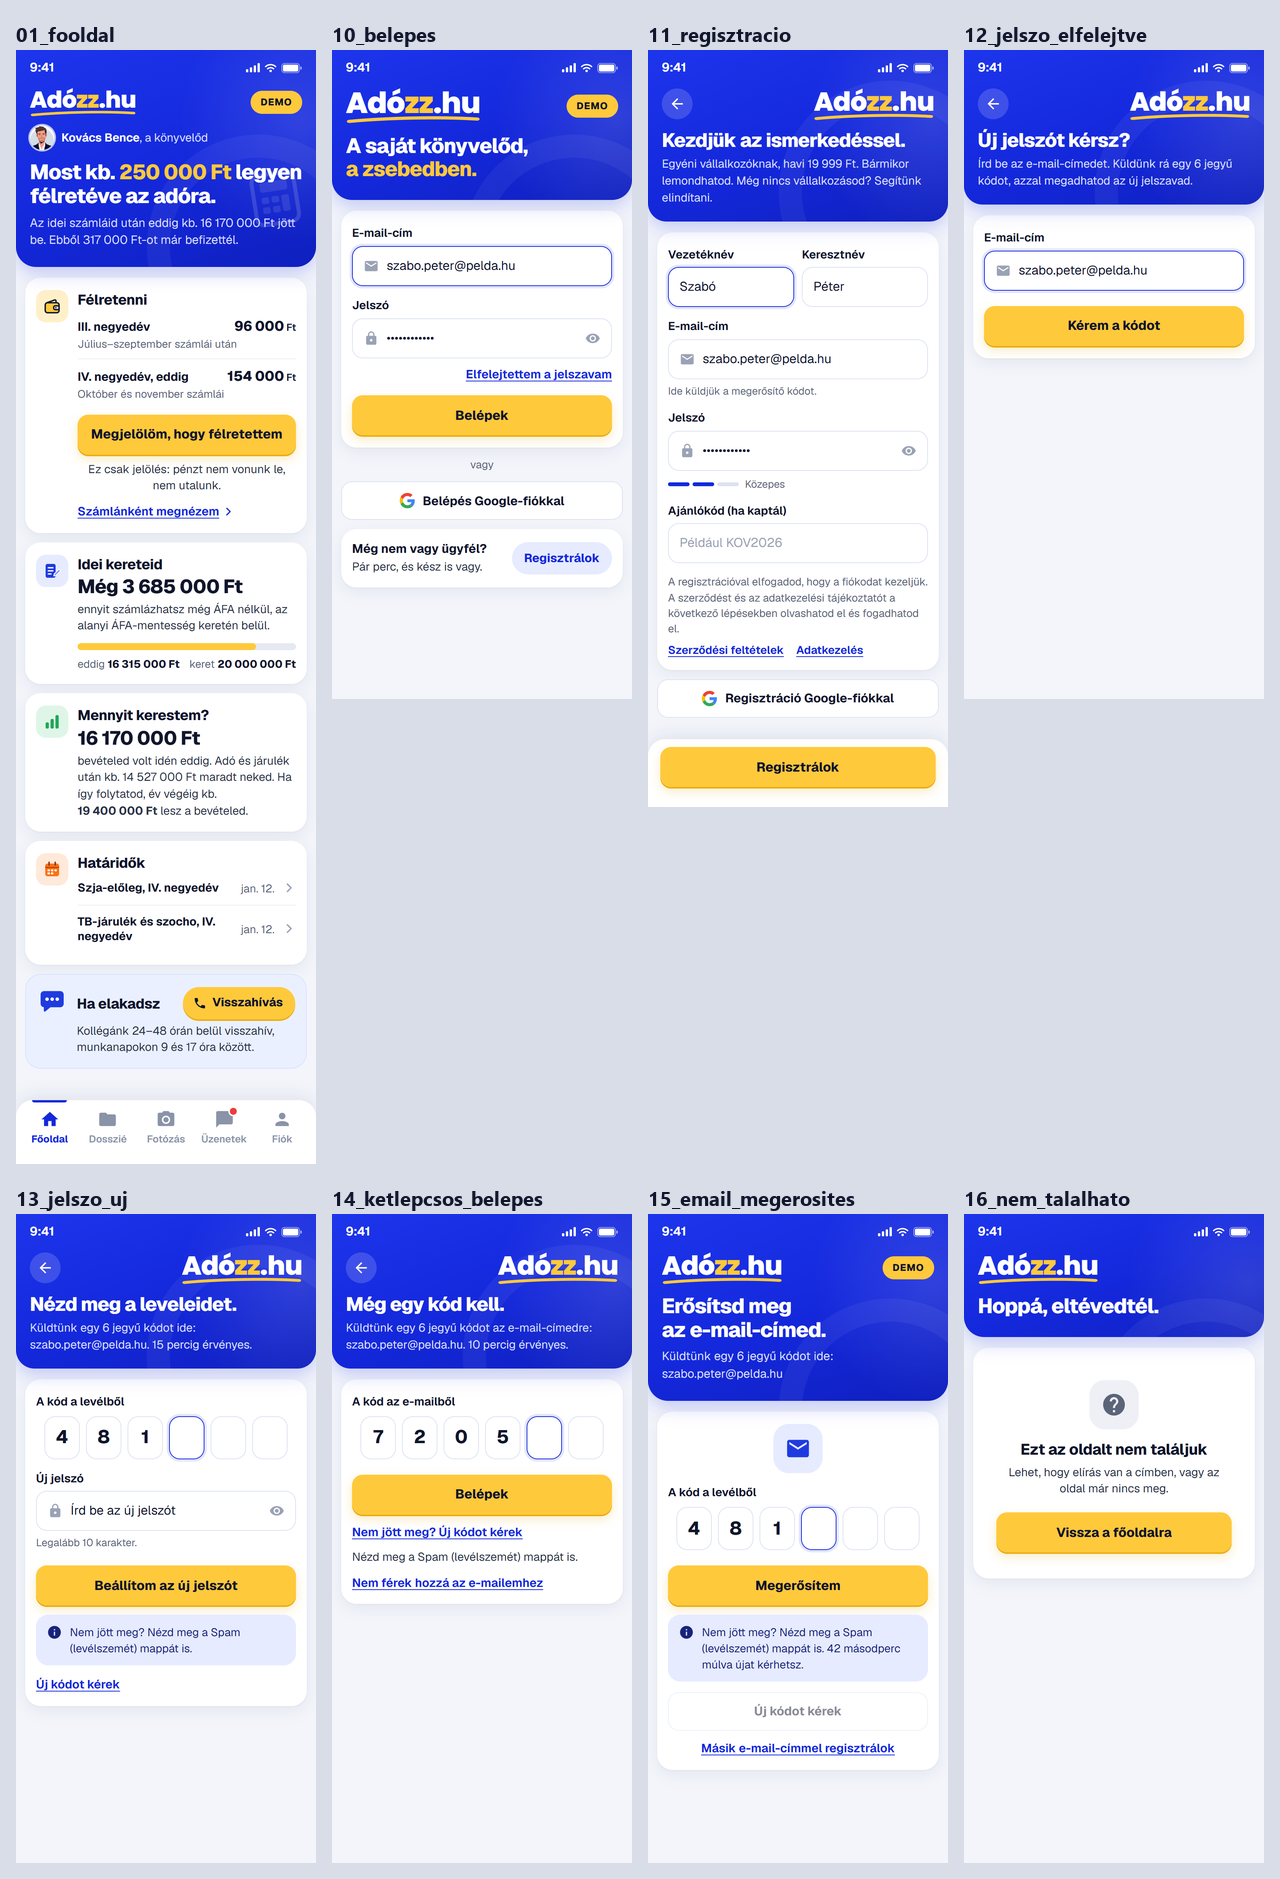 01_fooldal
9:41
Adózz.hu
DEMO
Kovács Bence, a könyvelőd
Most kb. 250 000 Ft legyen
félretéve az adóra.
Az idei számláid után eddig kb. 16 170 000 Ft jött
be. Ebből 317 000 Ft-ot már befizettél.
Félretenni
III. negyedév 96 000 Ft
Július–szeptember számlái után
IV. negyedév, eddig 154 000 Ft
Október és november számlái
Megjelölöm, hogy félretettem
Ez csak jelölés: pénzt nem vonunk le,
nem utalunk.
Számlánként megnézem
Idei kereteid
Még 3 685 000 Ft
ennyit számlázhatsz még ÁFA nélkül, az
alanyi ÁFA-mentesség keretén belül.
eddig 16 315 000 Ft keret 20 000 000 Ft
Mennyit kerestem?
16 170 000 Ft
bevételed volt idén eddig. Adó és járulék
után kb. 14 527 000 Ft maradt neked. Ha
így folytatod, év végéig kb.
19 400 000 Ft lesz a bevételed.
Határidők
Szja-előleg, IV. negyedév jan. 12.
TB-járulék és szocho, IV.
negyedév jan. 12.
Ha elakadsz
Visszahívás
Kollégánk 24–48 órán belül visszahív,
munkanapokon 9 és 17 óra között.
Főoldal Dosszié Fotózás Üzenetek Fiók
10_belepes
9:41
Adózz.hu
DEMO
A saját könyvelőd,
a zsebedben.
E-mail-cím
szabo.peter@pelda.hu
Jelszó
••••••••••••
Elfelejtettem a jelszavam
Belépek
vagy
Belépés Google-fiókkal
Még nem vagy ügyfél?
Pár perc, és kész is vagy.
Regisztrálok
11_regisztracio
9:41
Adózz.hu
Kezdjük az ismerkedéssel.
Egyéni vállalkozóknak, havi 19 999 Ft. Bármikor
lemondhatod. Még nincs vállalkozásod? Segítünk
elindítani.
Vezetéknév Keresztnév
Szabó Péter
E-mail-cím
szabo.peter@pelda.hu
Ide küldjük a megerősítő kódot.
Jelszó
••••••••••••
Közepes
Ajánlókód (ha kaptál)
Például KOV2026
A regisztrációval elfogadod, hogy a fiókodat kezeljük.
A szerződést és az adatkezelési tájékoztatót a
következő lépésekben olvashatod el és fogadhatod
el.
Szerződési feltételek Adatkezelés
Regisztráció Google-fiókkal
Regisztrálok
12_jelszo_elfelejtve
9:41
Adózz.hu
Új jelszót kérsz?
Írd be az e-mail-címedet. Küldünk rá egy 6 jegyű
kódot, azzal megadhatod az új jelszavad.
E-mail-cím
szabo.peter@pelda.hu
Kérem a kódot
13_jelszo_uj
9:41
Adózz.hu
Nézd meg a leveleidet.
Küldtünk egy 6 jegyű kódot ide:
szabo.peter@pelda.hu. 15 percig érvényes.
A kód a levélből
4 8 1
Új jelszó
Írd be az új jelszót
Legalább 10 karakter.
Beállítom az új jelszót
Nem jött meg? Nézd meg a Spam
(levélszemét) mappát is.
Új kódot kérek
14_ketlepcsos_belepes
9:41
Adózz.hu
Még egy kód kell.
Küldtünk egy 6 jegyű kódot az e-mail-címedre:
szabo.peter@pelda.hu. 10 percig érvényes.
A kód az e-mailből
7 2 0 5
Belépek
Nem jött meg? Új kódot kérek
Nézd meg a Spam (levélszemét) mappát is.
Nem férek hozzá az e-mailemhez
15_email_megerosites
9:41
Adózz.hu
DEMO
Erősítsd meg
az e-mail-címed.
Küldtünk egy 6 jegyű kódot ide:
szabo.peter@pelda.hu
A kód a levélből
4 8 1
Megerősítem
Nem jött meg? Nézd meg a Spam
(levélszemét) mappát is. 42 másodperc
múlva újat kérhetsz.
Új kódot kérek
Másik e-mail-címmel regisztrálok
16_nem_talalhato
9:41
Adózz.hu
Hoppá, eltévedtél.
Ezt az oldalt nem találjuk
Lehet, hogy elírás van a címben, vagy az
oldal már nincs meg.
Vissza a főoldalra